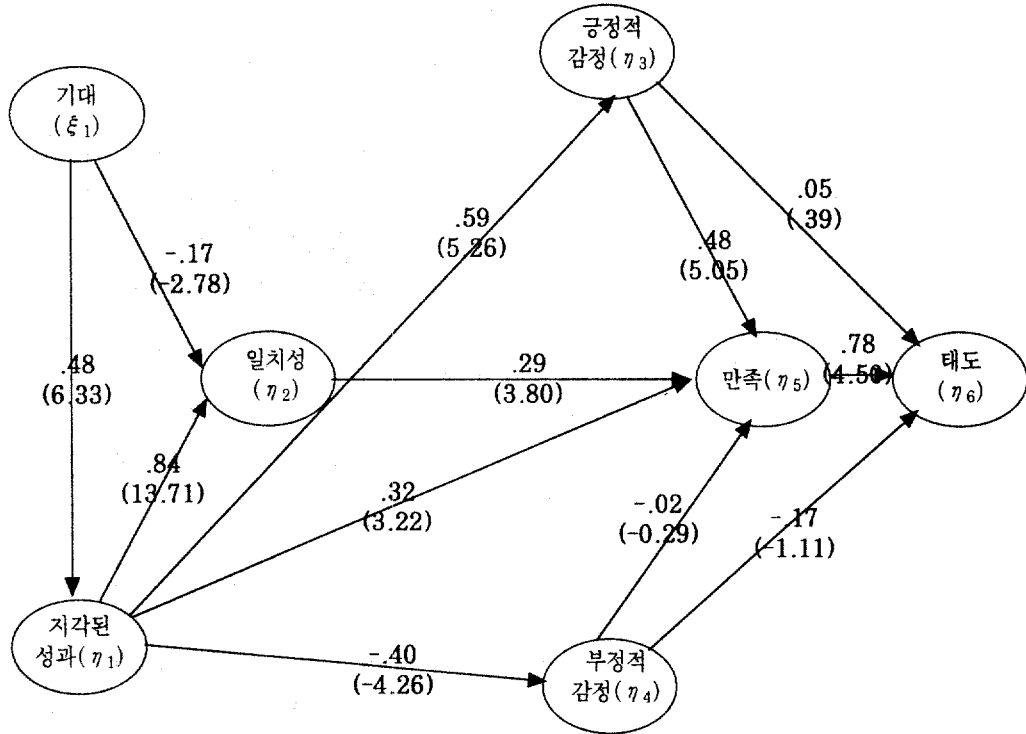 긍정적
감정(η₃)
기대
(ξ₁)
.05
(.39)
.59
(5.26)
.48
(5.05)
-.17
(-2.78)
일치성
(η₂)
.29
(3.80)
만족(η₅)
.78
(4.50)
태도
(η₆)
.48
(6.33)
.84
(13.71)
.32
(3.22)
-.02
(-0.29)
-.17
(-1.11)
지각된
성과(η₁)
-.40
(-4.26)
부정적
감정(η₄)